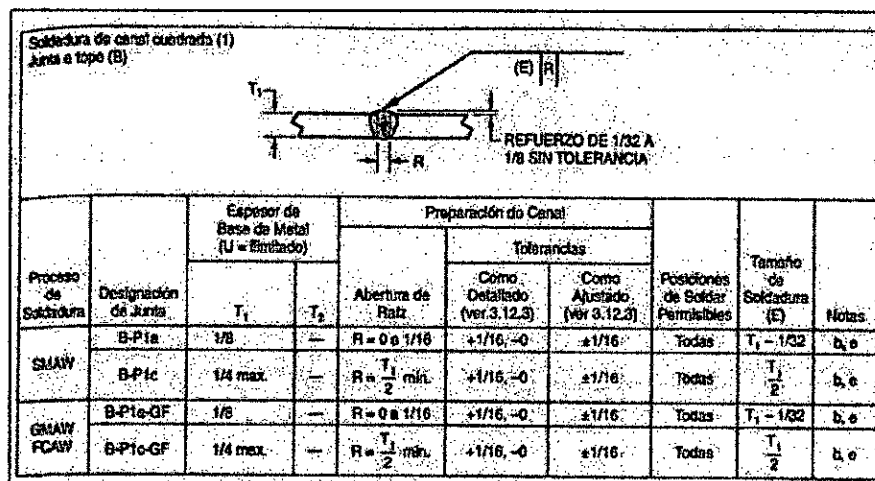 Soldadura de canal cuadrada (1)
Junta a tope (B)
(E) R
T₁
REFUERZO DE 1/32 A
1/8 SIN TOLERANCIA
R
Proceso de Soldadura
Designación de Junta
Espesor de Base de Metal (U = Ilimitado)
T₁
T₂
Preparación do Canal
Abertura de Raíz
Tolerancias
Como Detallado (ver 3.12.3)
Como Ajustado (ver 3.12.3)
Posiciones de Soldar Permisibles
Tamaño de Soldadura (E)
Notas
SMAW
B-P1a 1/8 — R = 0 a 1/16 +1/16, –0 ±1/16 Todas T₁ – 1/32 b, e
B-P1c 1/4 max. — R = T₁/2 min. +1/16, –0 ±1/16 Todas T₁/2 b, e
GMAW FCAW
B-P1a-GF 1/8 — R = 0 a 1/16 +1/16, –0 ±1/16 Todas T₁ – 1/32 b, e
B-P1c-GF 1/4 max. — R = T₁/2 min. +1/16, –0 ±1/16 Todas T₁/2 b, e